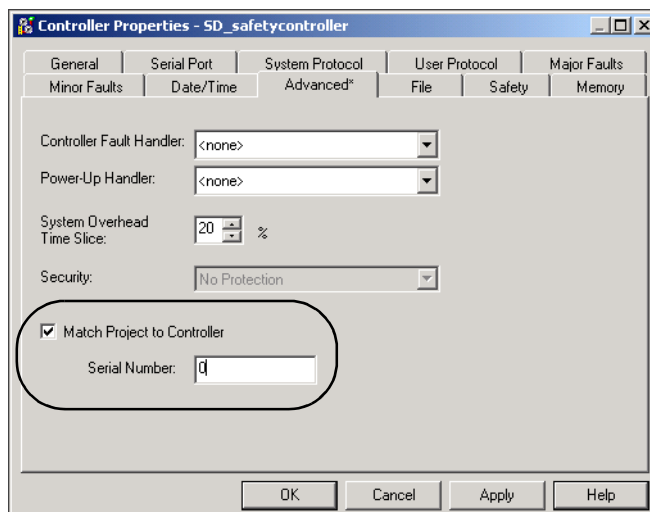 Controller Properties - SD_safetycontroller
General Serial Port System Protocol User Protocol Major Faults
Minor Faults Date/Time Advanced* File Safety Memory
Controller Fault Handler: <none>
Power-Up Handler: <none>
System Overhead
Time Slice: 20 %
Security: No Protection
Match Project to Controller
Serial Number: 0
OK Cancel Apply Help